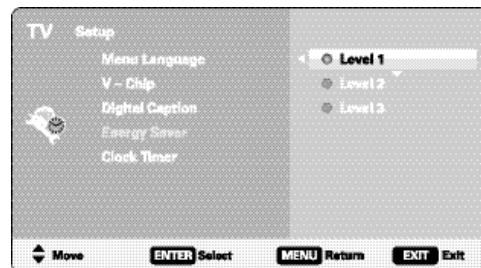 TV Setup
Menu Language
Level 1
V - Chip
Level 2
Digital Caption
Level 3
Energy Saver
Clock Timer
Move ENTER Select MENU Return EXIT Exit